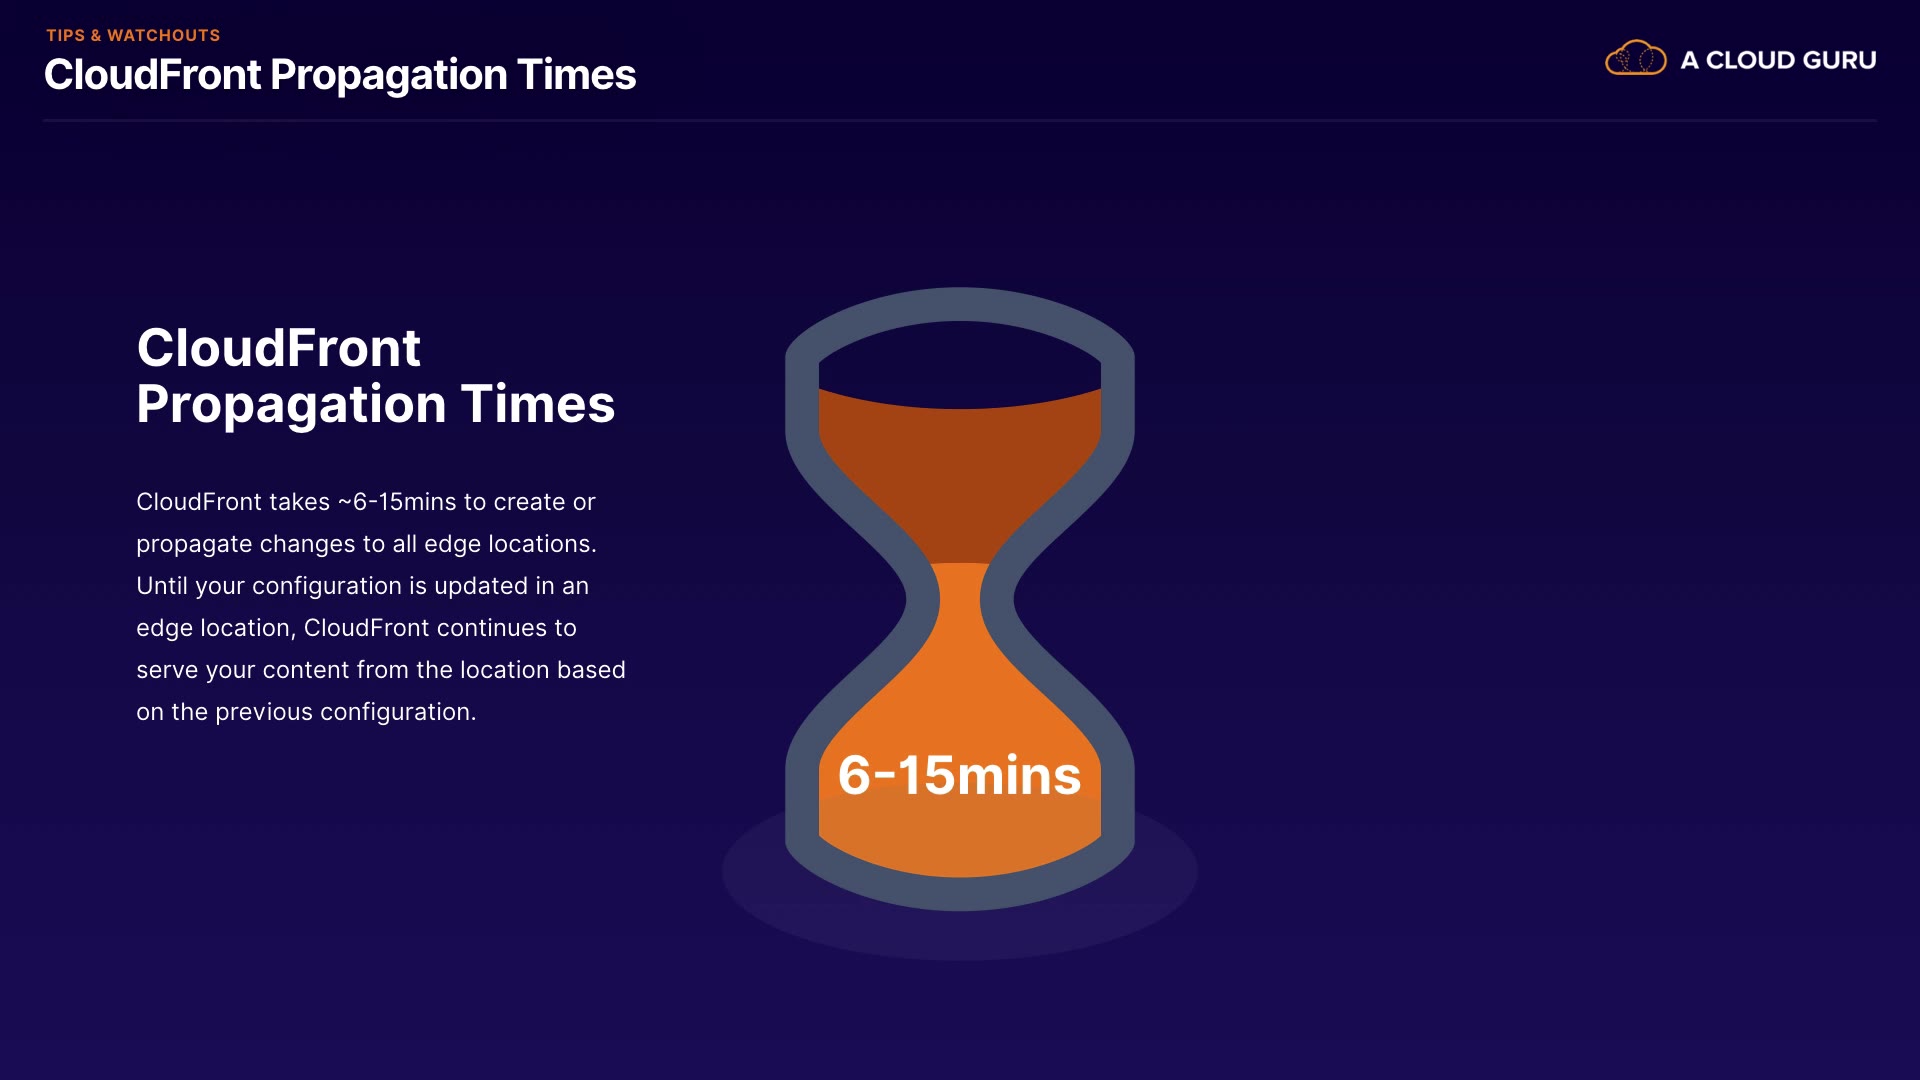 TIPS & WATCHOUTS
CloudFront Propagation Times
A CLOUD GURU
CloudFront
Propagation Times
CloudFront takes ~6-15mins to create or
propagate changes to all edge locations.
Until your configuration is updated in an
edge location, CloudFront continues to
serve your content from the location based
on the previous configuration.
6-15mins